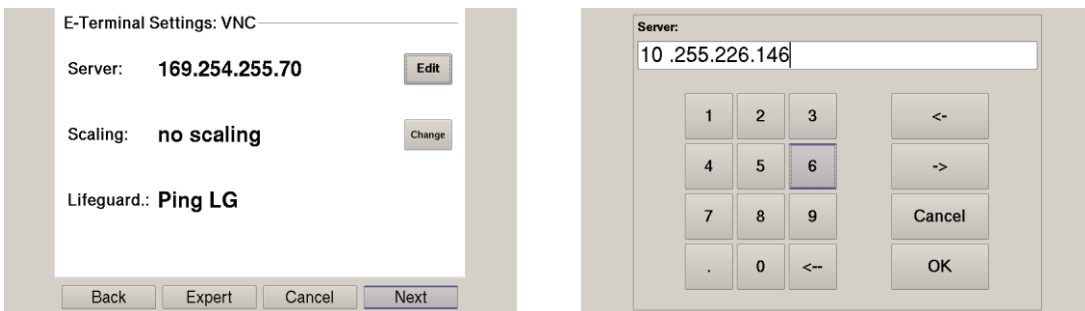 E-Terminal Settings: VNC
Server: 169.254.255.70 Edit
Scaling: no scaling Change
Lifeguard.: Ping LG
Back Expert Cancel Next
Server:
10 .255.226.146
1 2 3 <-
4 5 6 ->
7 8 9 Cancel
. 0 <-- OK